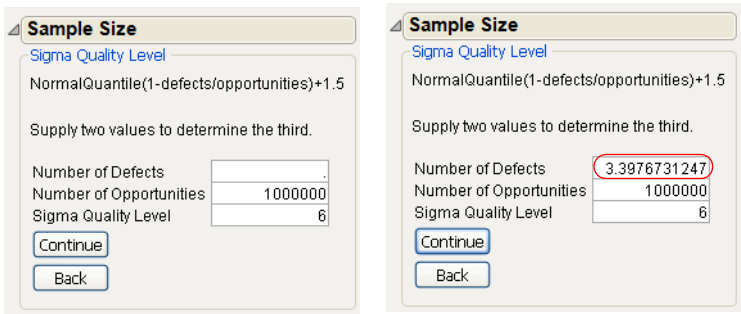 Sample Size
Sigma Quality Level
NormalQuantile(1-defects/opportunities)+1.5
Supply two values to determine the third.
Number of Defects .
Number of Opportunities 1000000
Sigma Quality Level 6
Continue
Back
Sample Size
Sigma Quality Level
NormalQuantile(1-defects/opportunities)+1.5
Supply two values to determine the third.
Number of Defects 3.3976731247
Number of Opportunities 1000000
Sigma Quality Level 6
Continue
Back